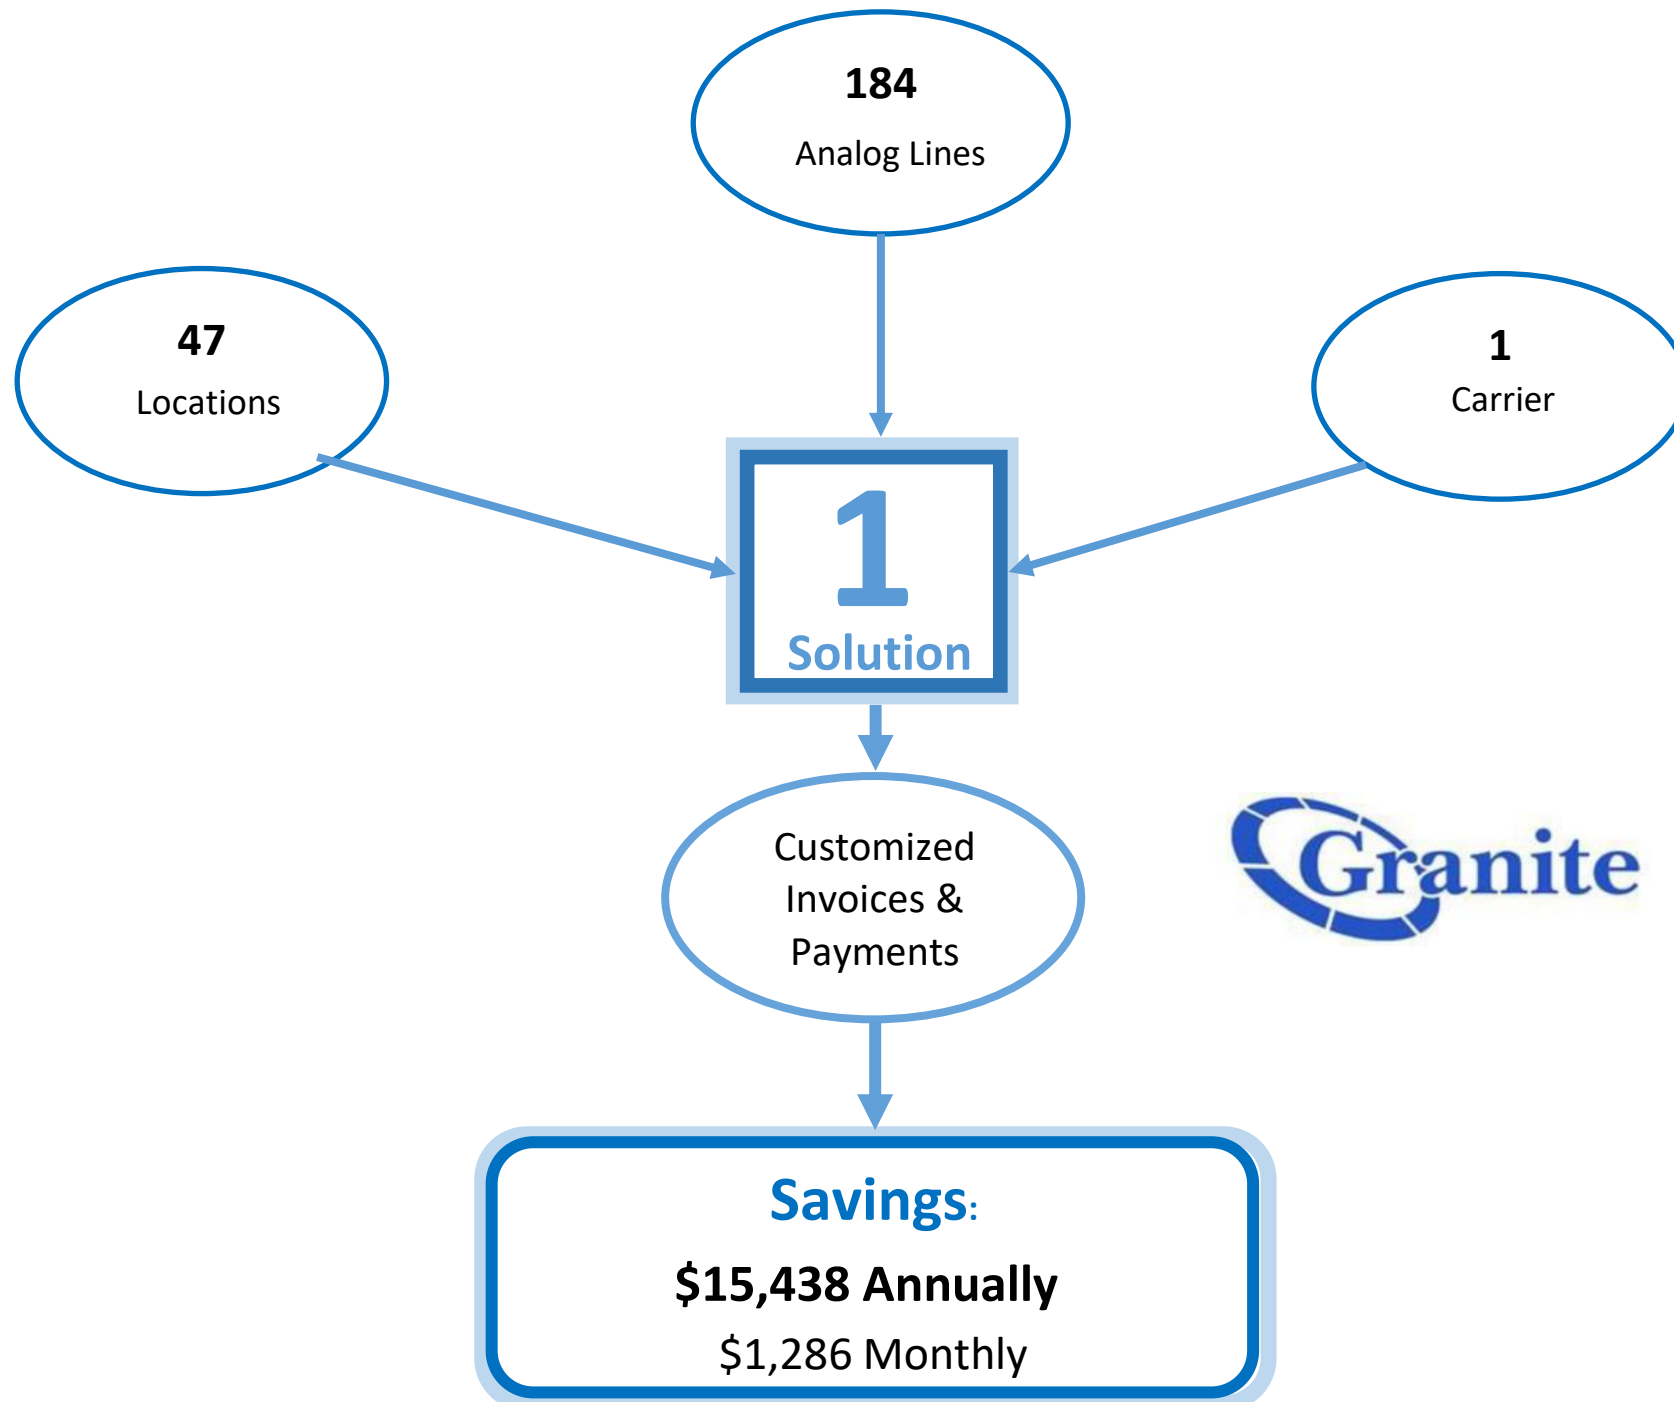 184
Analog Lines
47
Locations
1
Carrier
1
Solution
Customized
Invoices &
Payments
Granite
Savings:
$15,438 Annually
$1,286 Monthly